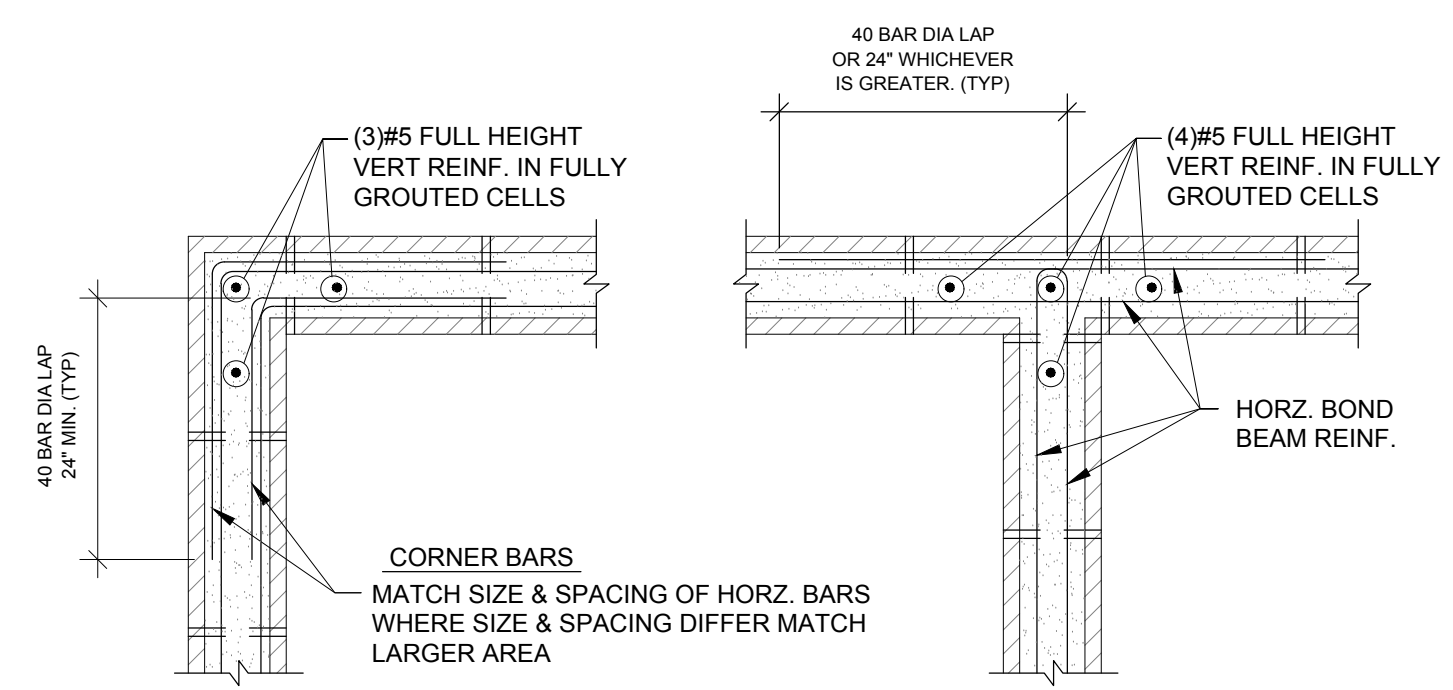 40 BAR DIA LAP
OR 24" WHICHEVER
IS GREATER. (TYP)
(3)#5 FULL HEIGHT
VERT REINF. IN FULLY
GROUTED CELLS
(4)#5 FULL HEIGHT
VERT REINF. IN FULLY
GROUTED CELLS
40 BAR DIA LAP
24" MIN. (TYP)
HORZ. BOND
BEAM REINF.
CORNER BARS
MATCH SIZE & SPACING OF HORZ. BARS
WHERE SIZE & SPACING DIFFER MATCH
LARGER AREA